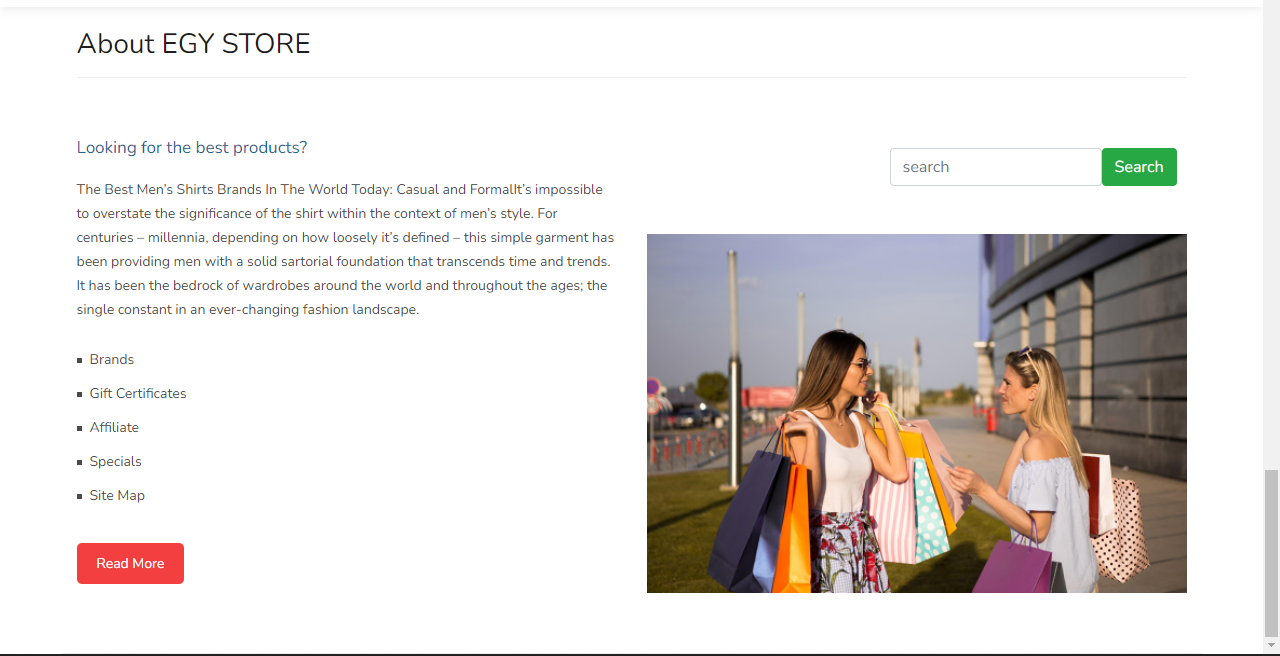 About EGY STORE
Looking for the best products?
The Best Men's Shirts Brands In The World Today: Casual and FormalIt's impossible
to overstate the significance of the shirt within the context of men's style. For
centuries – millennia, depending on how loosely it's defined – this simple garment has
been providing men with a solid sartorial foundation that transcends time and trends.
It has been the bedrock of wardrobes around the world and throughout the ages; the
single constant in an ever-changing fashion landscape.
Brands
Gift Certificates
Affiliate
Specials
Site Map
Read More
search
Search